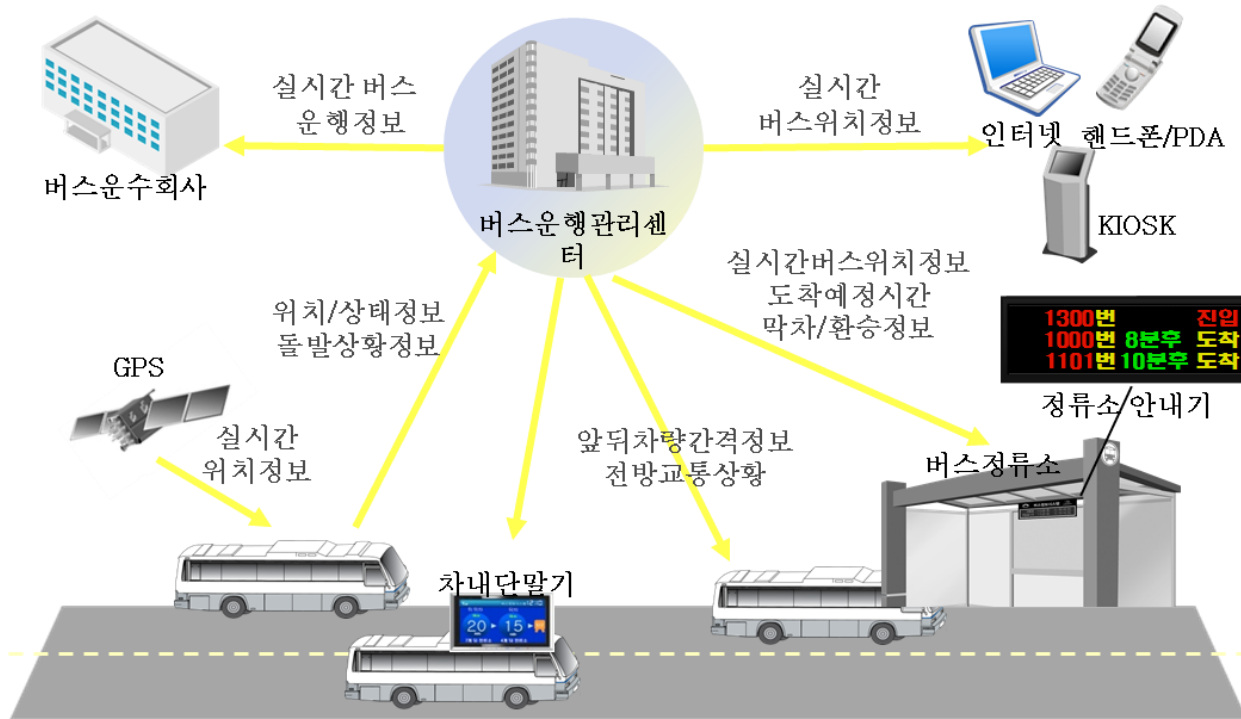 실시간 버스
운행정보
버스운수회사
버스운행관리센
터
실시간
버스위치정보
인터넷
핸드폰/PDA
KIOSK
위치/상태정보
돌발상황정보
실시간버스위치정보
도착예정시간
막차/환승정보
1300번 진입
1000번 8분후 도착
1101번 10분후 도착
정류소 안내기
GPS
실시간
위치정보
앞뒤차량간격정보
전방교통상황
버스정류소
차내단말기
12:10
20
15